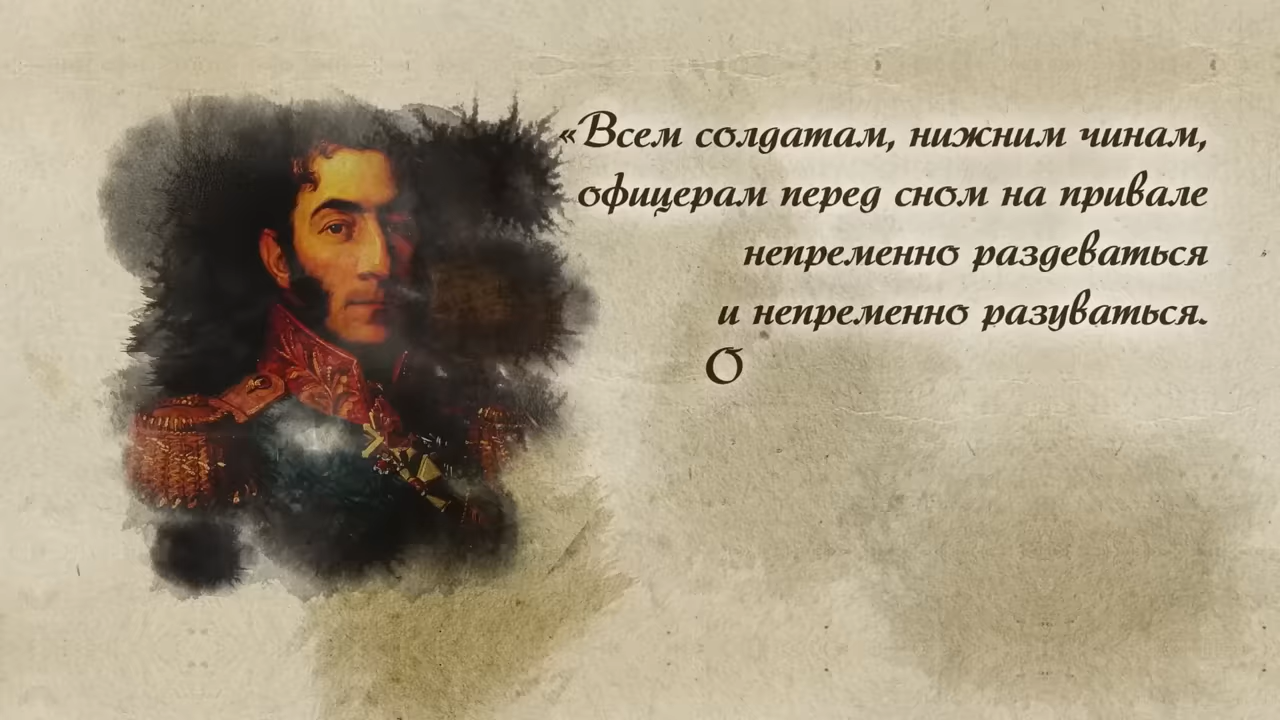 «Всем солдатам, нижним чинам,
офицерам перед сном на привале
непременно раздеваться
и непременно разуваться.
О